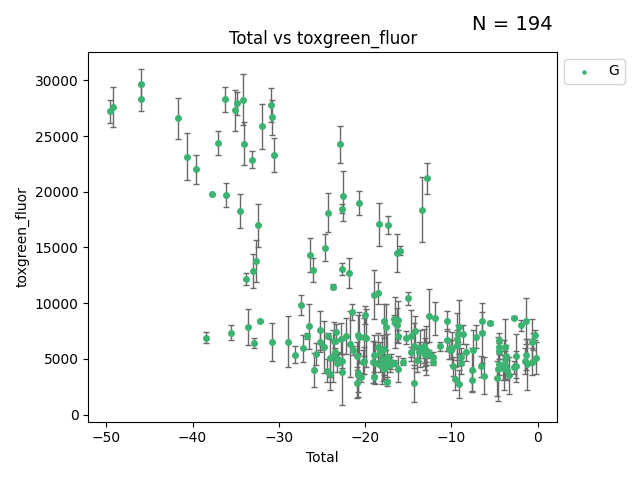 N = 194
Total vs toxgreen_fluor
G
toxgreen_fluor
30000
25000
20000
15000
10000
5000
0
−50 −40 −30 −20 −10 0
Total